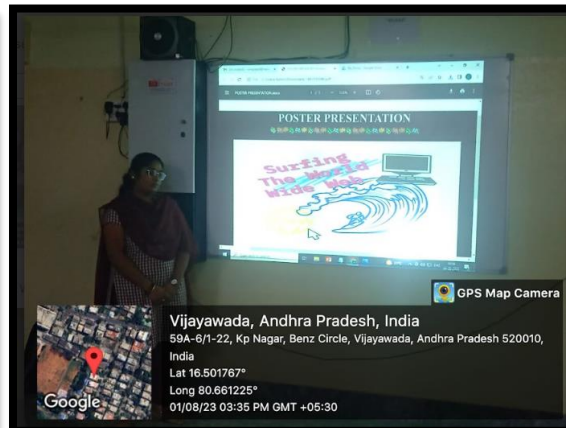 POSTER PRESENTATION
Surfing
The World
Wide Web
GPS Map Camera
Vijayawada, Andhra Pradesh, India
59A-6/1-22, Kp Nagar, Benz Circle, Vijayawada, Andhra Pradesh 520010,
India
Lat 16.501767°
Long 80.661225°
01/08/23 03:35 PM GMT +05:30
Google